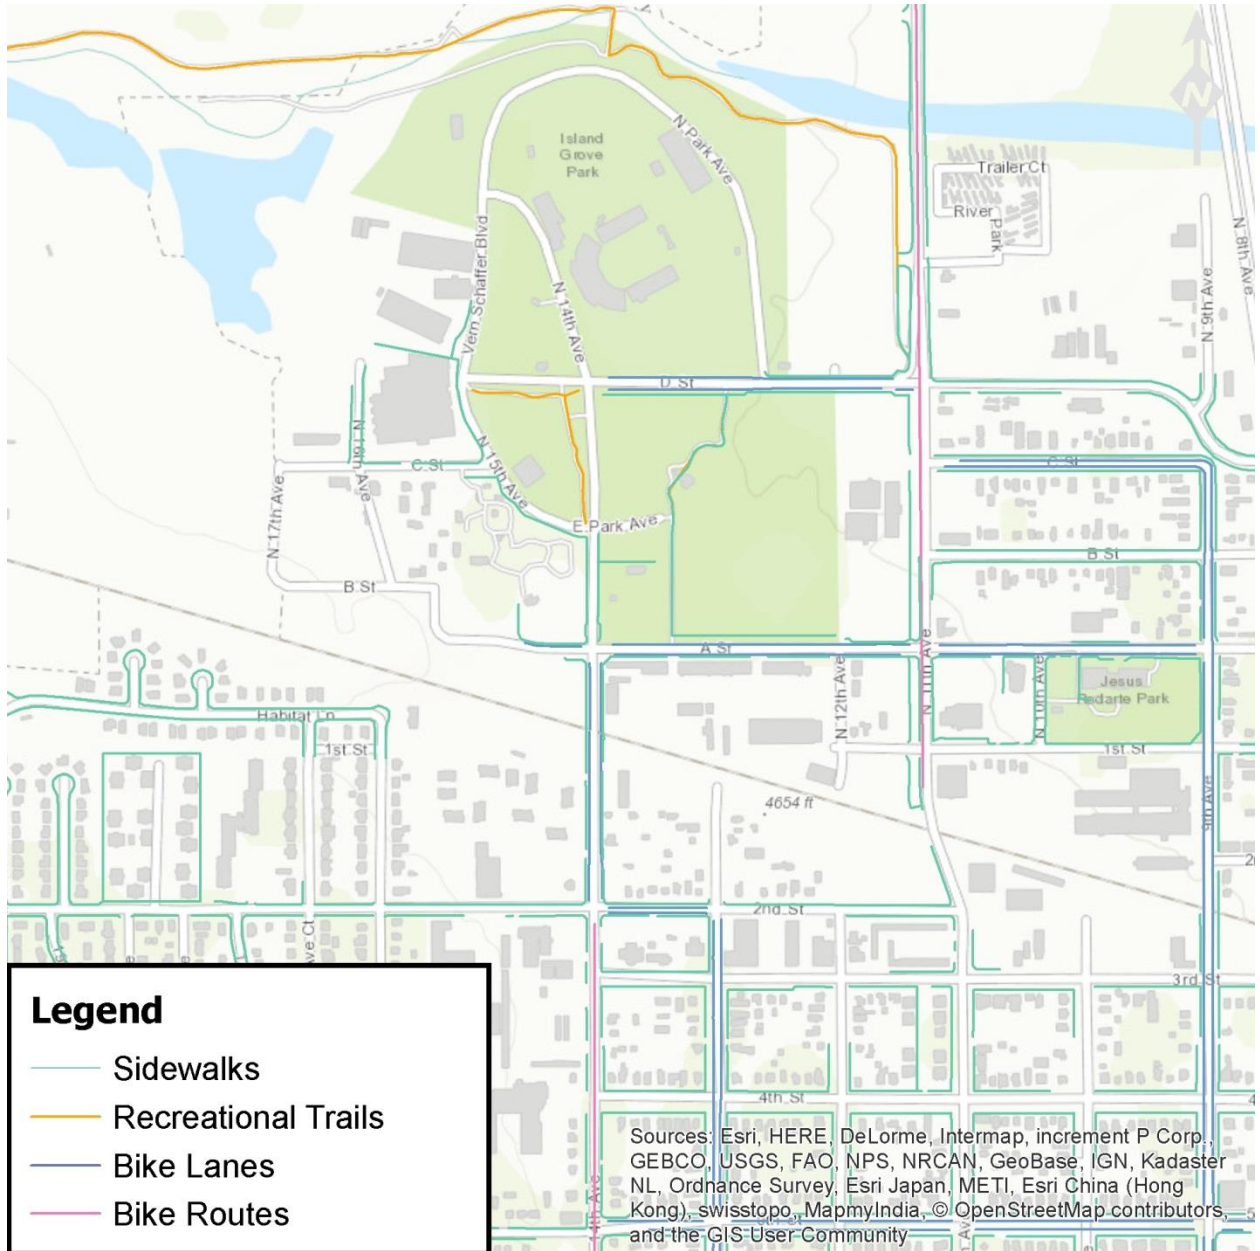 Island
Grove
Park
N Park Ave
Trailer Ct
River
Park
N 8th Ave
N 9th Ave
Vern Schaffer Blvd
N 14th Ave
D St
N 16th Ave
C St
N 15th Ave
C St
N 17th Ave
E Park Ave
B St
B St
A St
N 11th Ave
N 12th Ave
N 10th Ave
Jesus
Rodarte Park
Habitat Ln
1st St
1st St
4654 ft
9th Ave
2nd St
3rd St
4th St
14th Ave
Legend
Sidewalks
Recreational Trails
Bike Lanes
Bike Routes
Sources: Esri, HERE, DeLorme, Intermap, increment P Corp.,
GEBCO, USGS, FAO, NPS, NRCAN, GeoBase, IGN, Kadaster
NL, Ordnance Survey, Esri Japan, METI, Esri China (Hong
Kong), swisstopo, MapmyIndia, © OpenStreetMap contributors,
and the GIS User Community
N